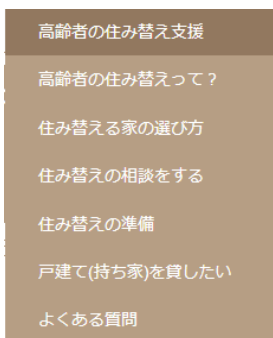 高齢者の住み替え支援
高齢者の住み替えって？
住み替える家の選び方
住み替えの相談をする
住み替えの準備
戸建て(持ち家)を貸したい
よくある質問